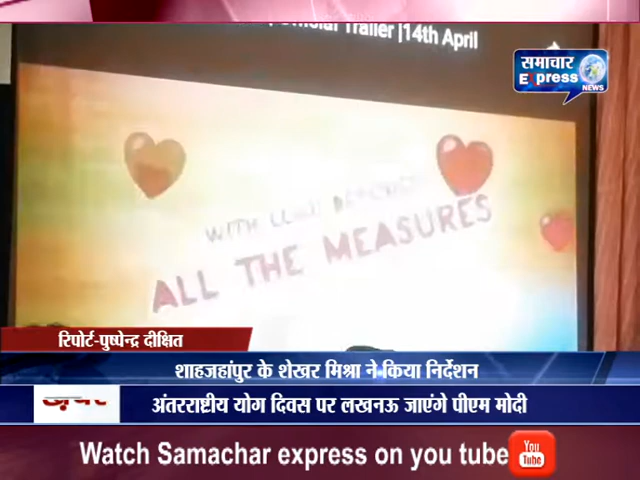 Trailer |14th April
समाचार
Express
NEWS
WITH
ALL THE MEASURES
रिपोर्ट-पुष्पेन्द्र दीक्षित
शाहजहांपुर के शेखर मिश्रा ने किया निर्देशन
अंतरराष्ट्रीय योग दिवस पर लखनऊ जाएंगे पीएम मोदी
Watch Samachar express on you tube
You
Tube